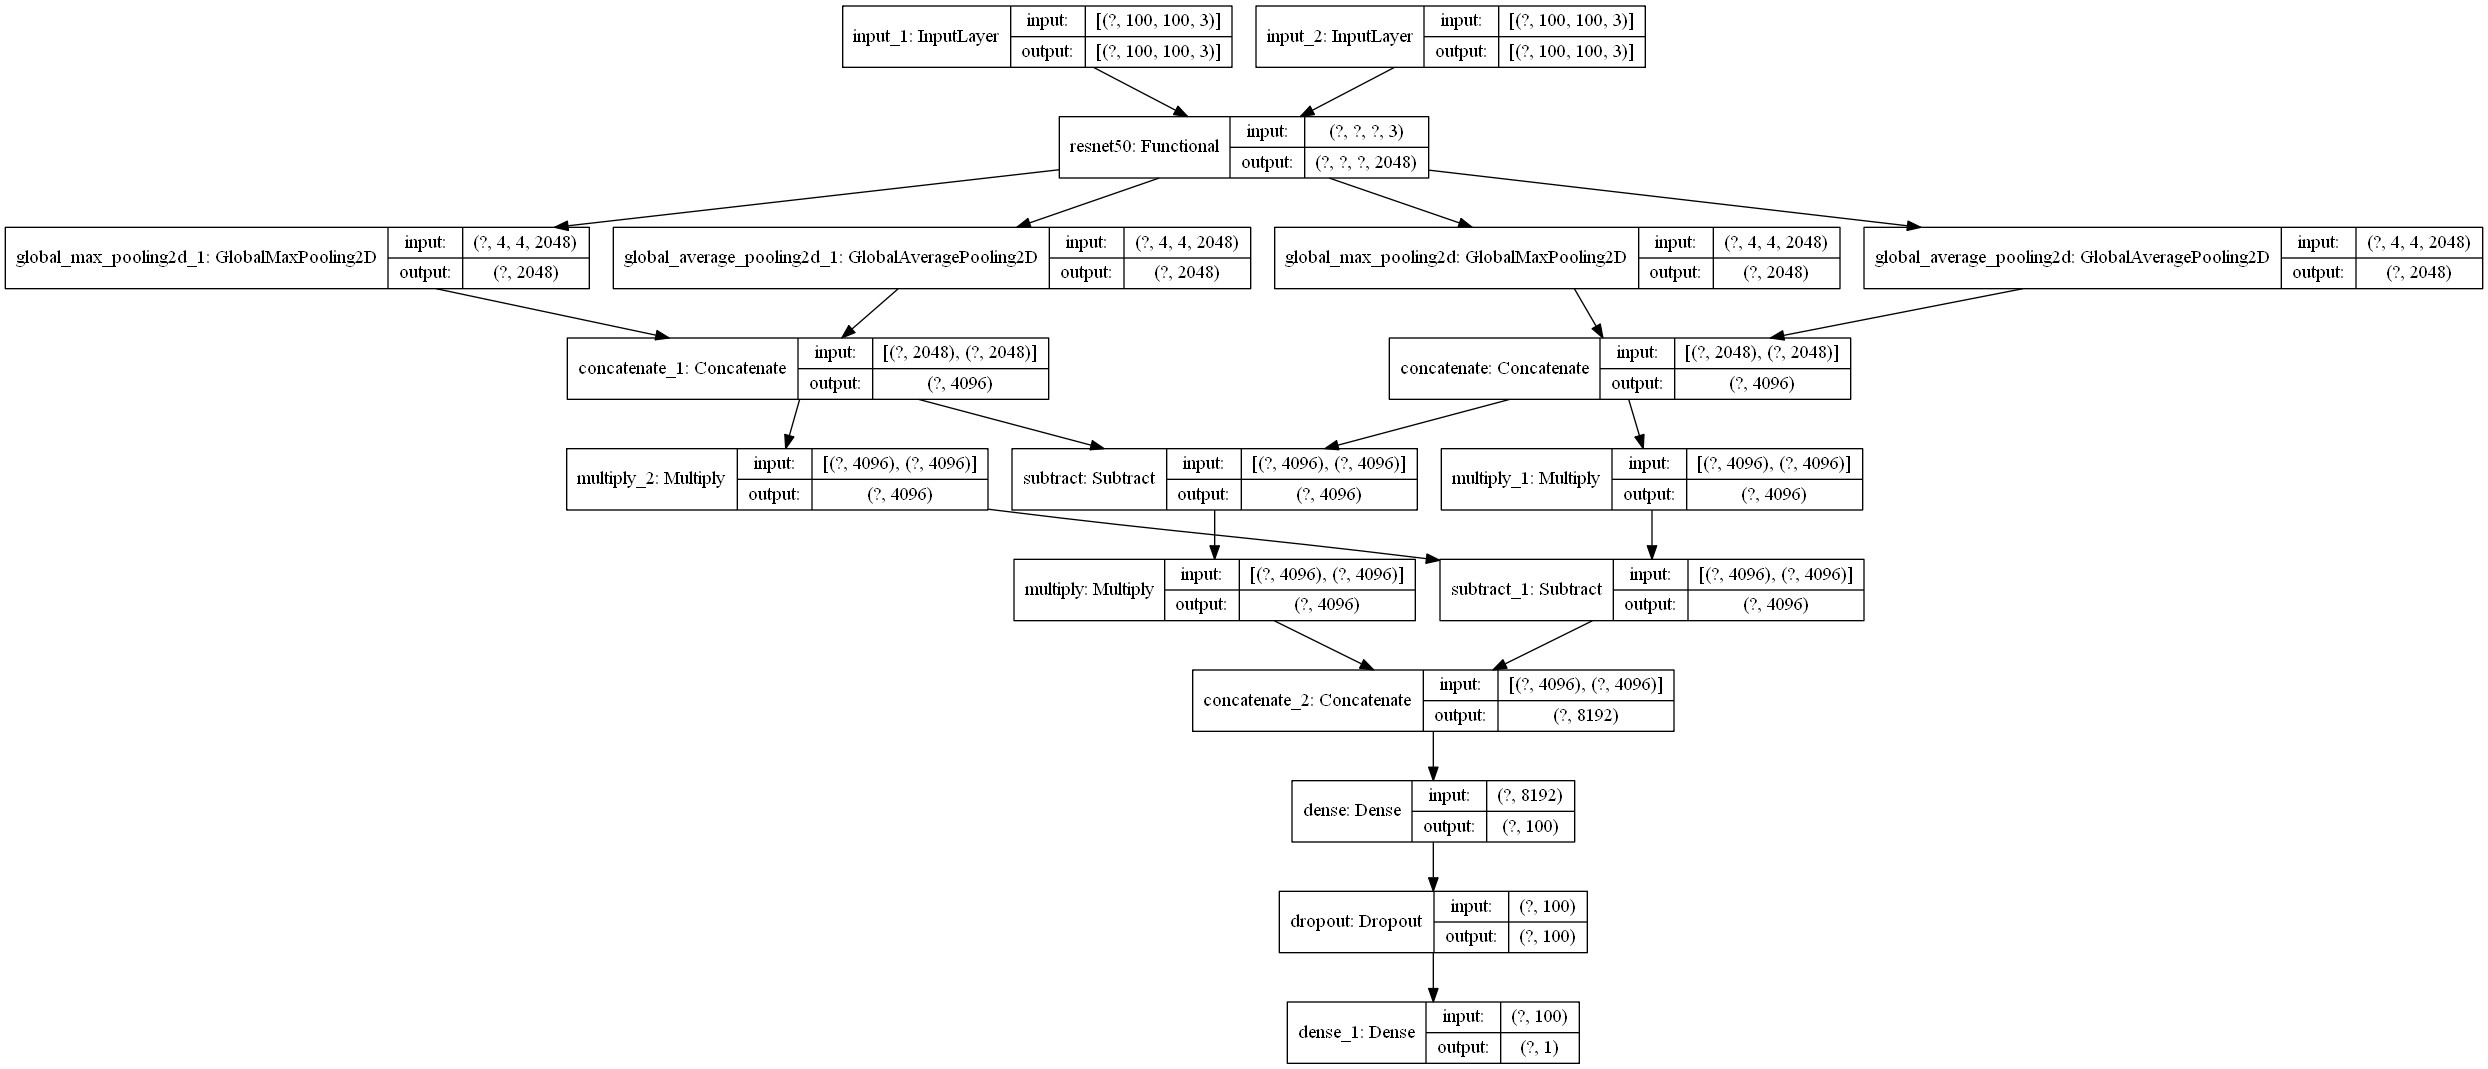 input_1: InputLayer input: [(?, 100, 100, 3)]
output: [(?, 100, 100, 3)]
input_2: InputLayer input: [(?, 100, 100, 3)]
output: [(?, 100, 100, 3)]
resnet50: Functional input: (?, ?, ?, 3)
output: (?, ?, ?, 2048)
global_max_pooling2d_1: GlobalMaxPooling2D input: (?, 4, 4, 2048)
output: (?, 2048)
global_average_pooling2d_1: GlobalAveragePooling2D input: (?, 4, 4, 2048)
output: (?, 2048)
global_max_pooling2d: GlobalMaxPooling2D input: (?, 4, 4, 2048)
output: (?, 2048)
global_average_pooling2d: GlobalAveragePooling2D input: (?, 4, 4, 2048)
output: (?, 2048)
concatenate_1: Concatenate input: [(?, 2048), (?, 2048)]
output: (?, 4096)
concatenate: Concatenate input: [(?, 2048), (?, 2048)]
output: (?, 4096)
multiply_2: Multiply input: [(?, 4096), (?, 4096)]
output: (?, 4096)
subtract: Subtract input: [(?, 4096), (?, 4096)]
output: (?, 4096)
multiply_1: Multiply input: [(?, 4096), (?, 4096)]
output: (?, 4096)
multiply: Multiply input: [(?, 4096), (?, 4096)]
output: (?, 4096)
subtract_1: Subtract input: [(?, 4096), (?, 4096)]
output: (?, 4096)
concatenate_2: Concatenate input: [(?, 4096), (?, 4096)]
output: (?, 8192)
dense: Dense input: (?, 8192)
output: (?, 100)
dropout: Dropout input: (?, 100)
output: (?, 100)
dense_1: Dense input: (?, 100)
output: (?, 1)